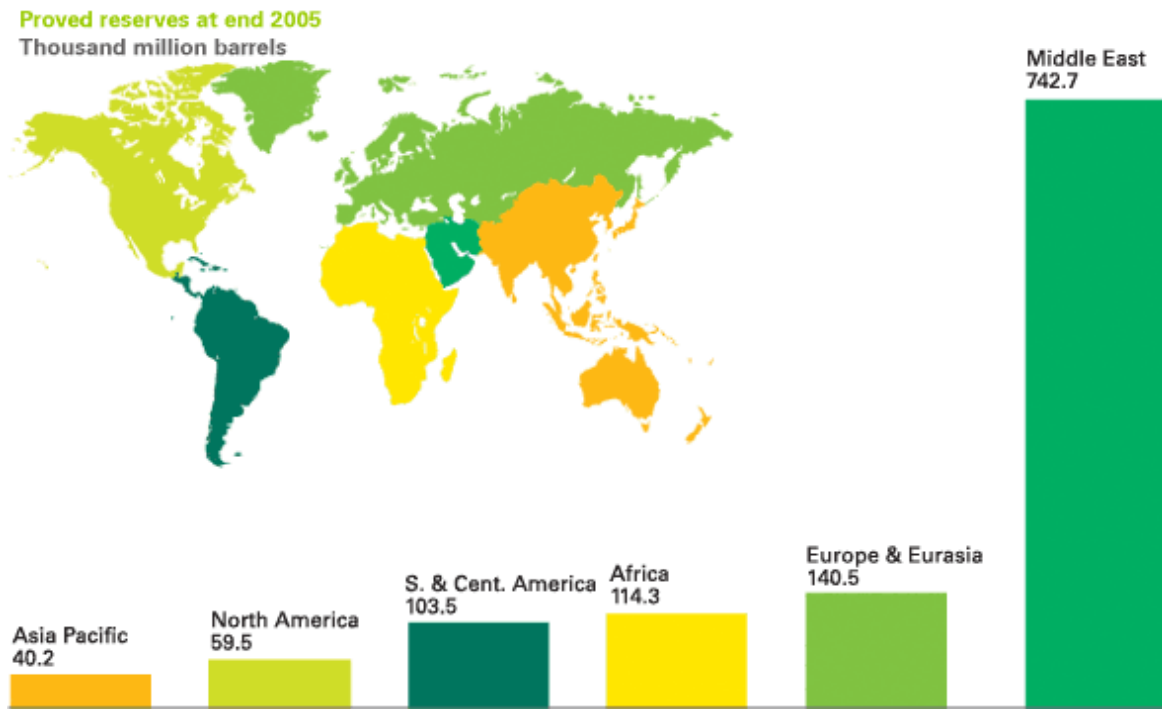 Proved reserves at end 2005
Thousand million barrels
Middle East
742.7
Europe & Eurasia
140.5
Africa
114.3
S. & Cent. America
103.5
North America
59.5
Asia Pacific
40.2